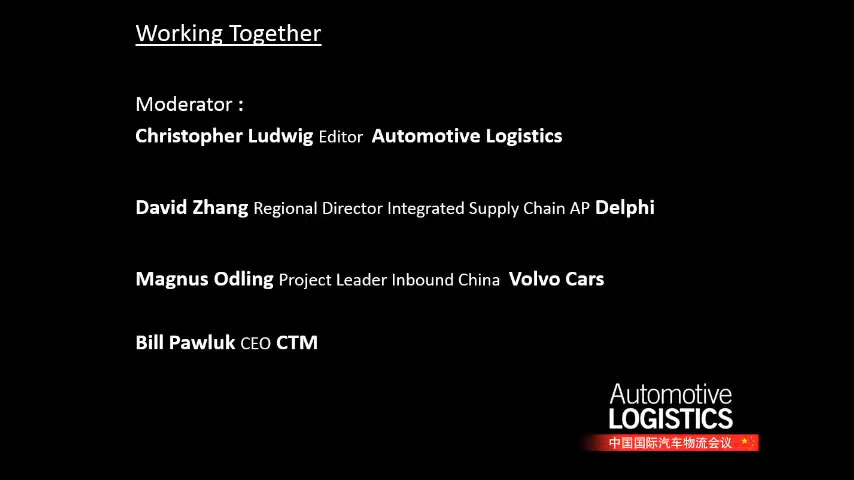 Working Together
Moderator :
Christopher Ludwig Editor Automotive Logistics
David Zhang Regional Director Integrated Supply Chain AP Delphi
Magnus Odling Project Leader Inbound China Volvo Cars
Bill Pawluk CEO CTM
Automotive
LOGISTICS
中国国际汽车物流会议